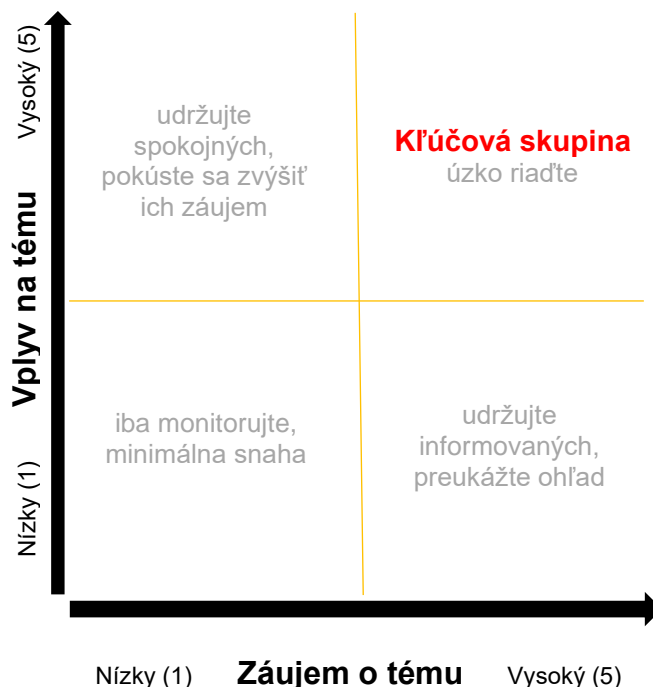 Vysoký (5)
Vplyv na tému
Nízky (1)
udržujte
spokojných,
pokúste sa zvýšiť
ich záujem
Kľúčová skupina
úzko riaďte
iba monitorujte,
minimálna snaha
udržujte
informovaných,
preukážte ohľad
Nízky (1) Záujem o tému Vysoký (5)